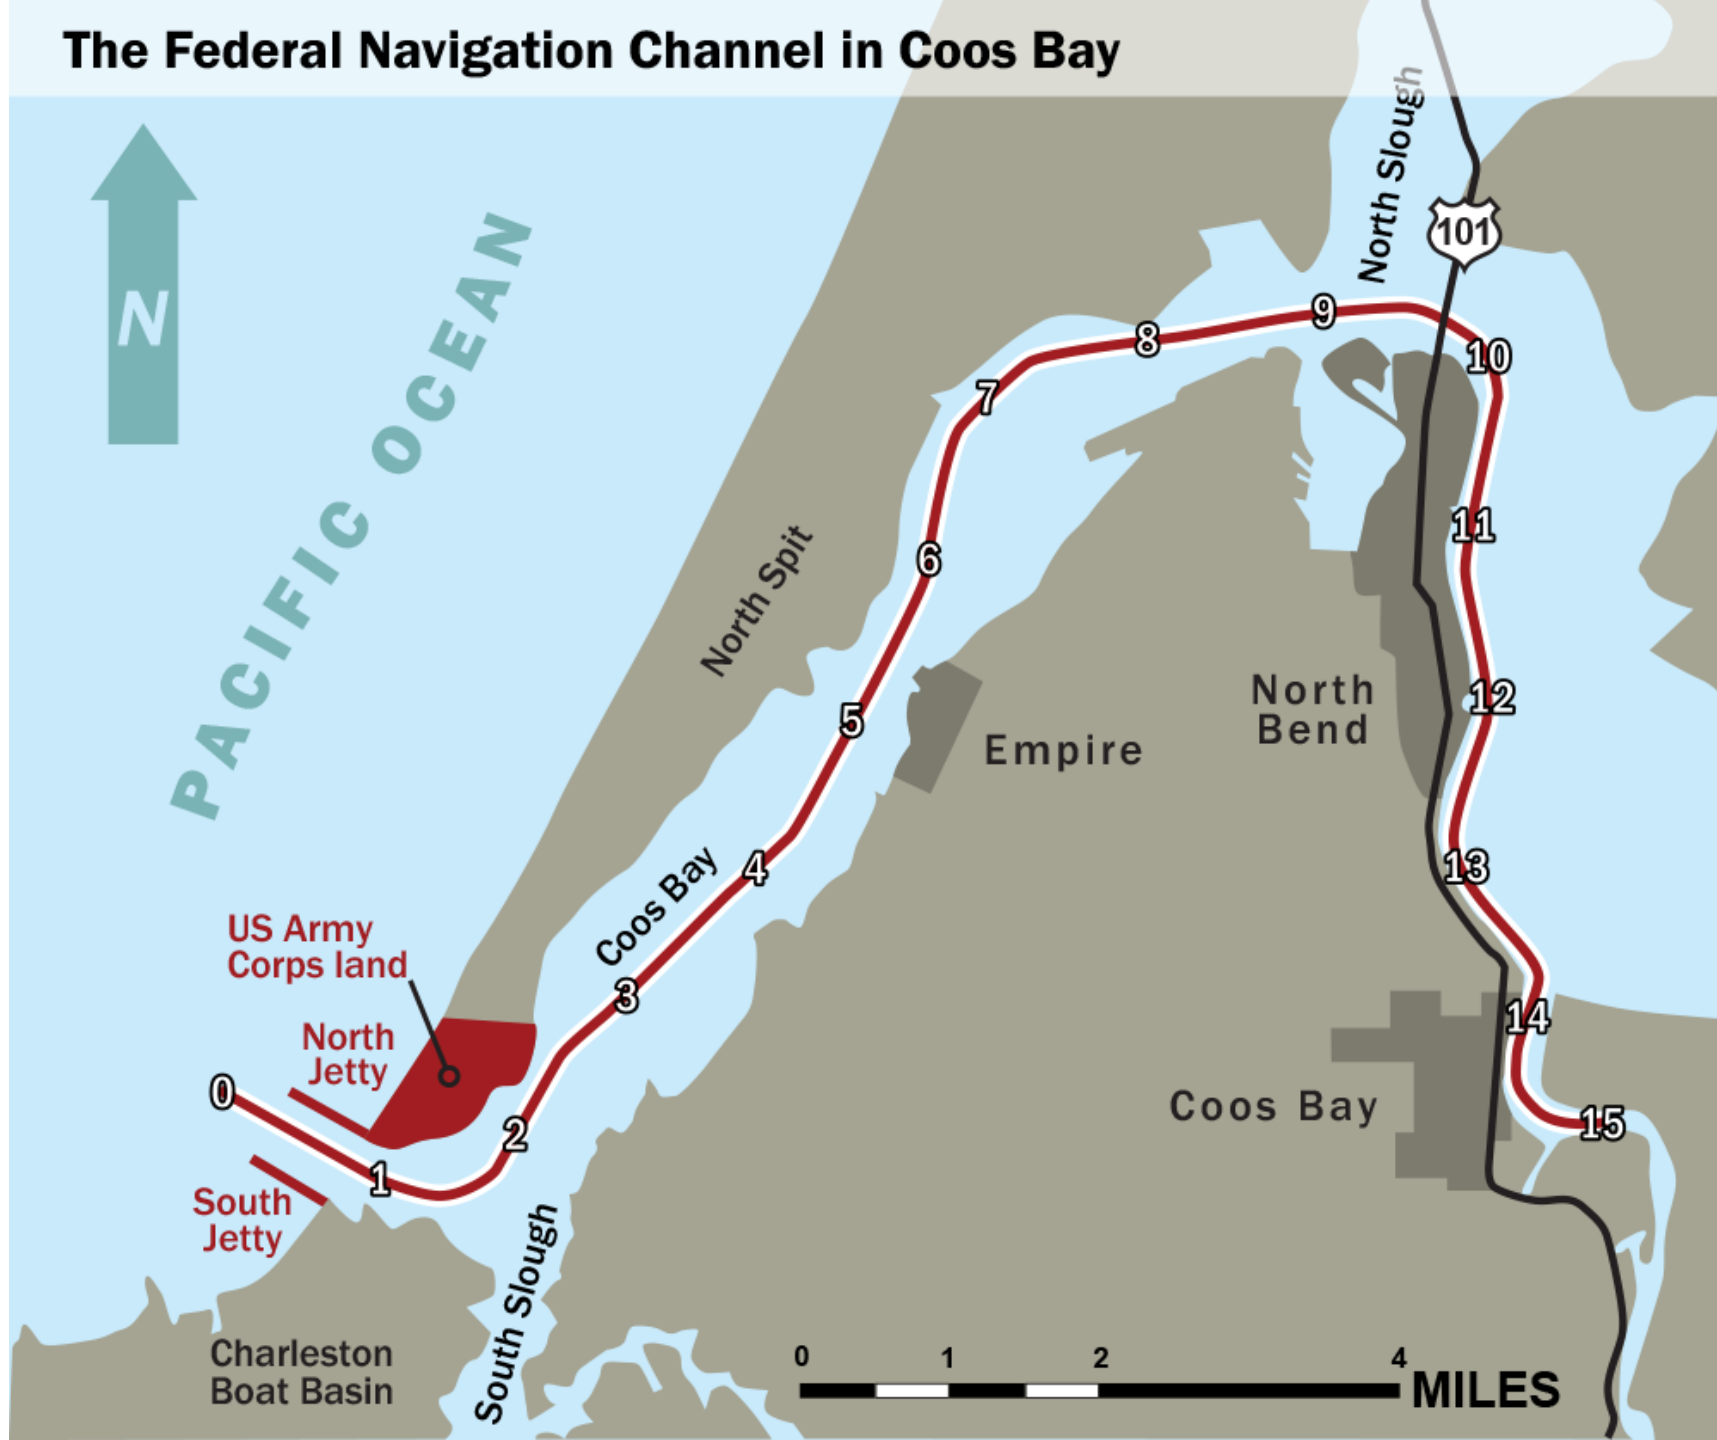 The Federal Navigation Channel in Coos Bay
N
PACIFIC OCEAN
North Slough
101
9
8
10
7
11
6
North Spit
12
North
Bend
5
Empire
4
13
Coos Bay
US Army
Corps land
3
14
North
Jetty
0
Coos Bay
15
2
1
South
Jetty
South Slough
Charleston
Boat Basin
0 1 2 4
MILES